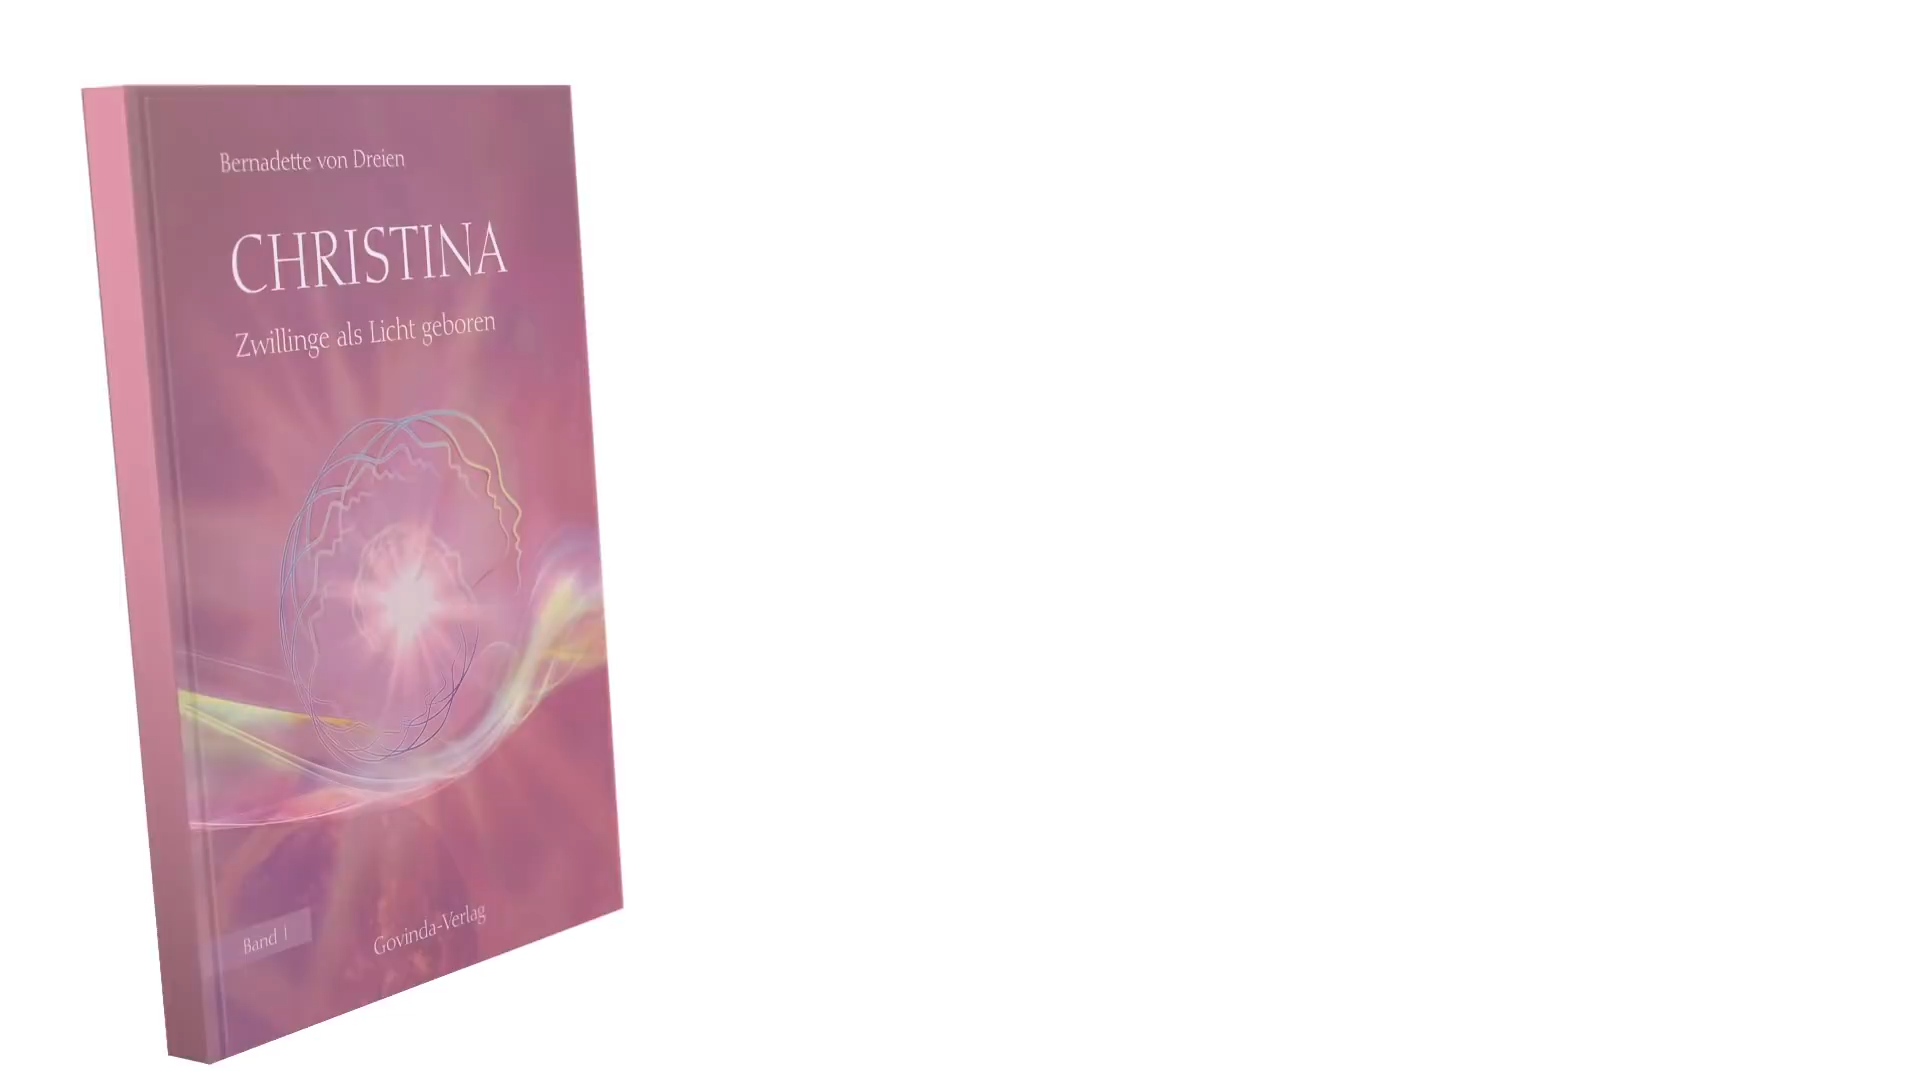 Bernadette von Dreien
CHRISTINA
Zwillinge als Licht geboren
Band 1
Govinda-Verlag